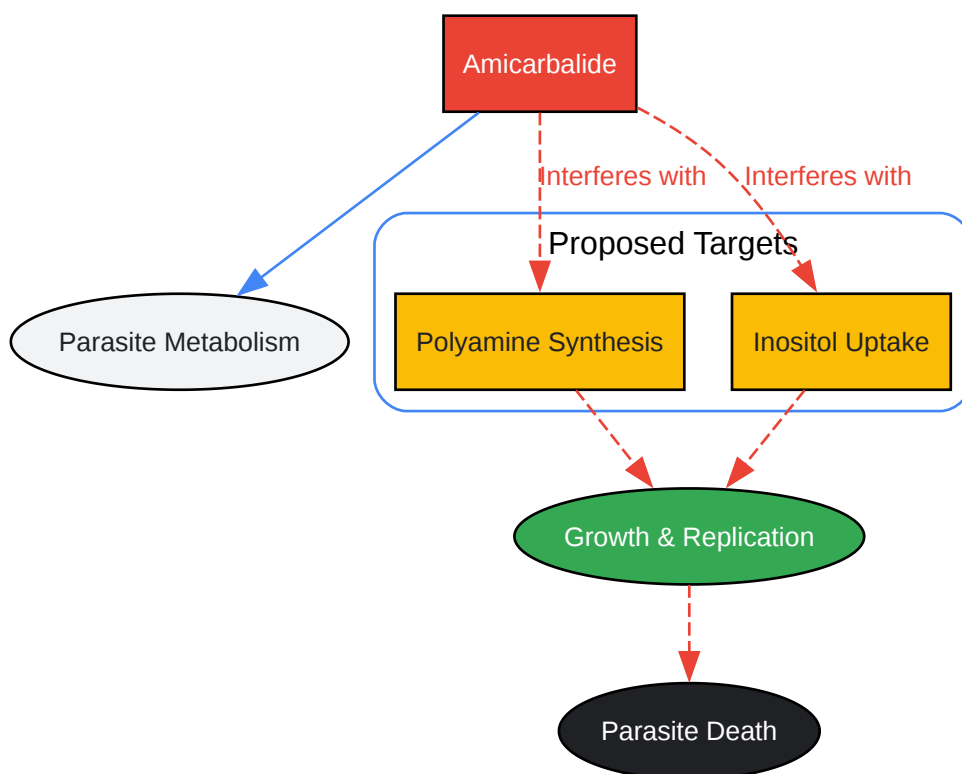 Amicarbalide
Interferes with
Interferes with
Proposed Targets
Parasite Metabolism
Polyamine Synthesis
Inositol Uptake
Growth & Replication
Parasite Death